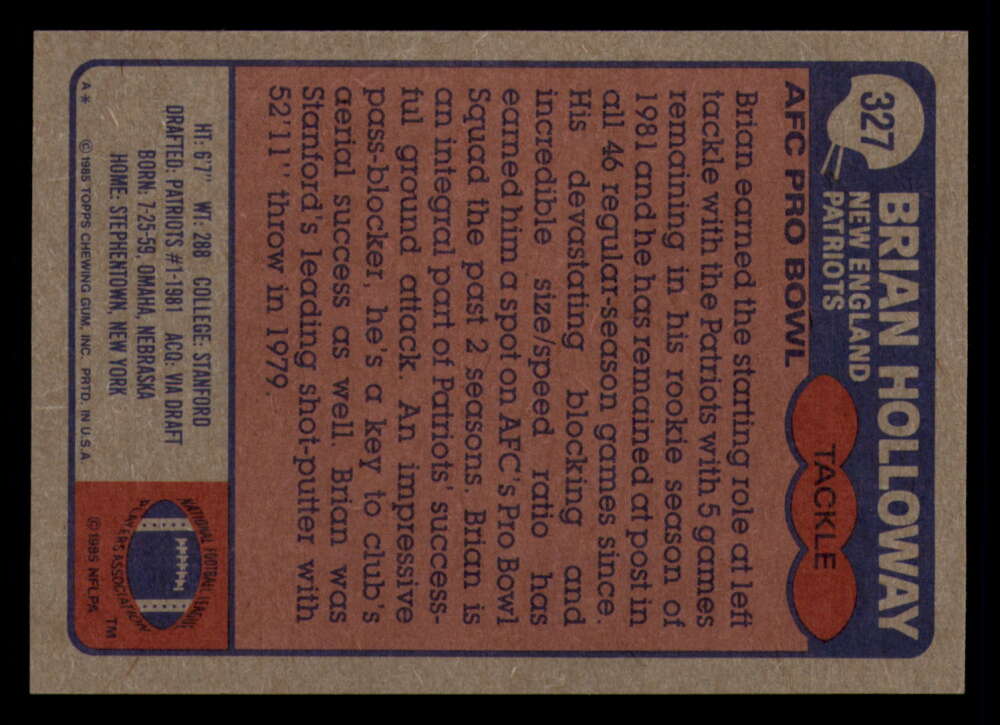 327
BRIAN HOLLOWAY
NEW ENGLAND
PATRIOTS
TACKLE
AFC PRO BOWL
Brian earned the starting role at left
tackle with the Patriots with 5 games
remaining in his rookie season of
1981 and he has remained at post in
all 46 regular-season games since.
His devastating blocking and
incredible size/speed ratio has
earned him a spot on AFC's Pro Bowl
Squad the past 2 seasons. Brian is
an integral part of Patriots' success-
ful ground attack. An impressive
pass-blocker, he's a key to club's
aerial success as well. Brian was
Stanford's leading shot-putter with
52'11'' throw in 1979.
HT: 6'7" WT: 288 COLLEGE: STANFORD
DRAFTED: PATRIOTS #1-1981 ACQ: VIA DRAFT
BORN: 7-25-59, OMAHA, NEBRASKA
HOME: STEPHENTOWN, NEW YORK
A* © 1985 TOPPS CHEWING GUM, INC. PRTD. IN U.S.A.
NATIONAL FOOTBALL LEAGUE
PLAYERS ASSOCIATION
© 1985 NFLPA TM